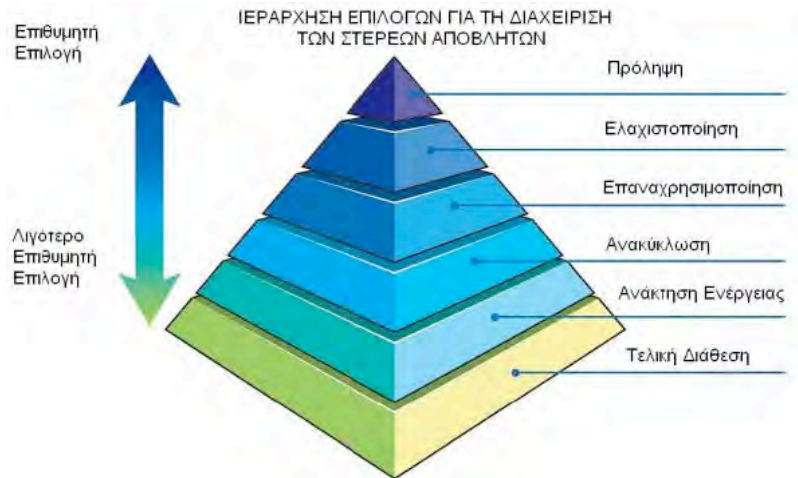 ΙΕΡΑΡΧΗΣΗ ΕΠΙΛΟΓΩΝ ΓΙΑ ΤΗ ΔΙΑΧΕΙΡΙΣΗ
ΤΩΝ ΣΤΕΡΕΩΝ ΑΠΟΒΛΗΤΩΝ
Επιθυμητή
Επιλογή
Πρόληψη
Ελαχιστοποίηση
Επαναχρησιμοποίηση
Λιγότερο
Επιθυμητή
Επιλογή
Ανακύκλωση
Ανάκτηση Ενέργειας
Τελική Διάθεση